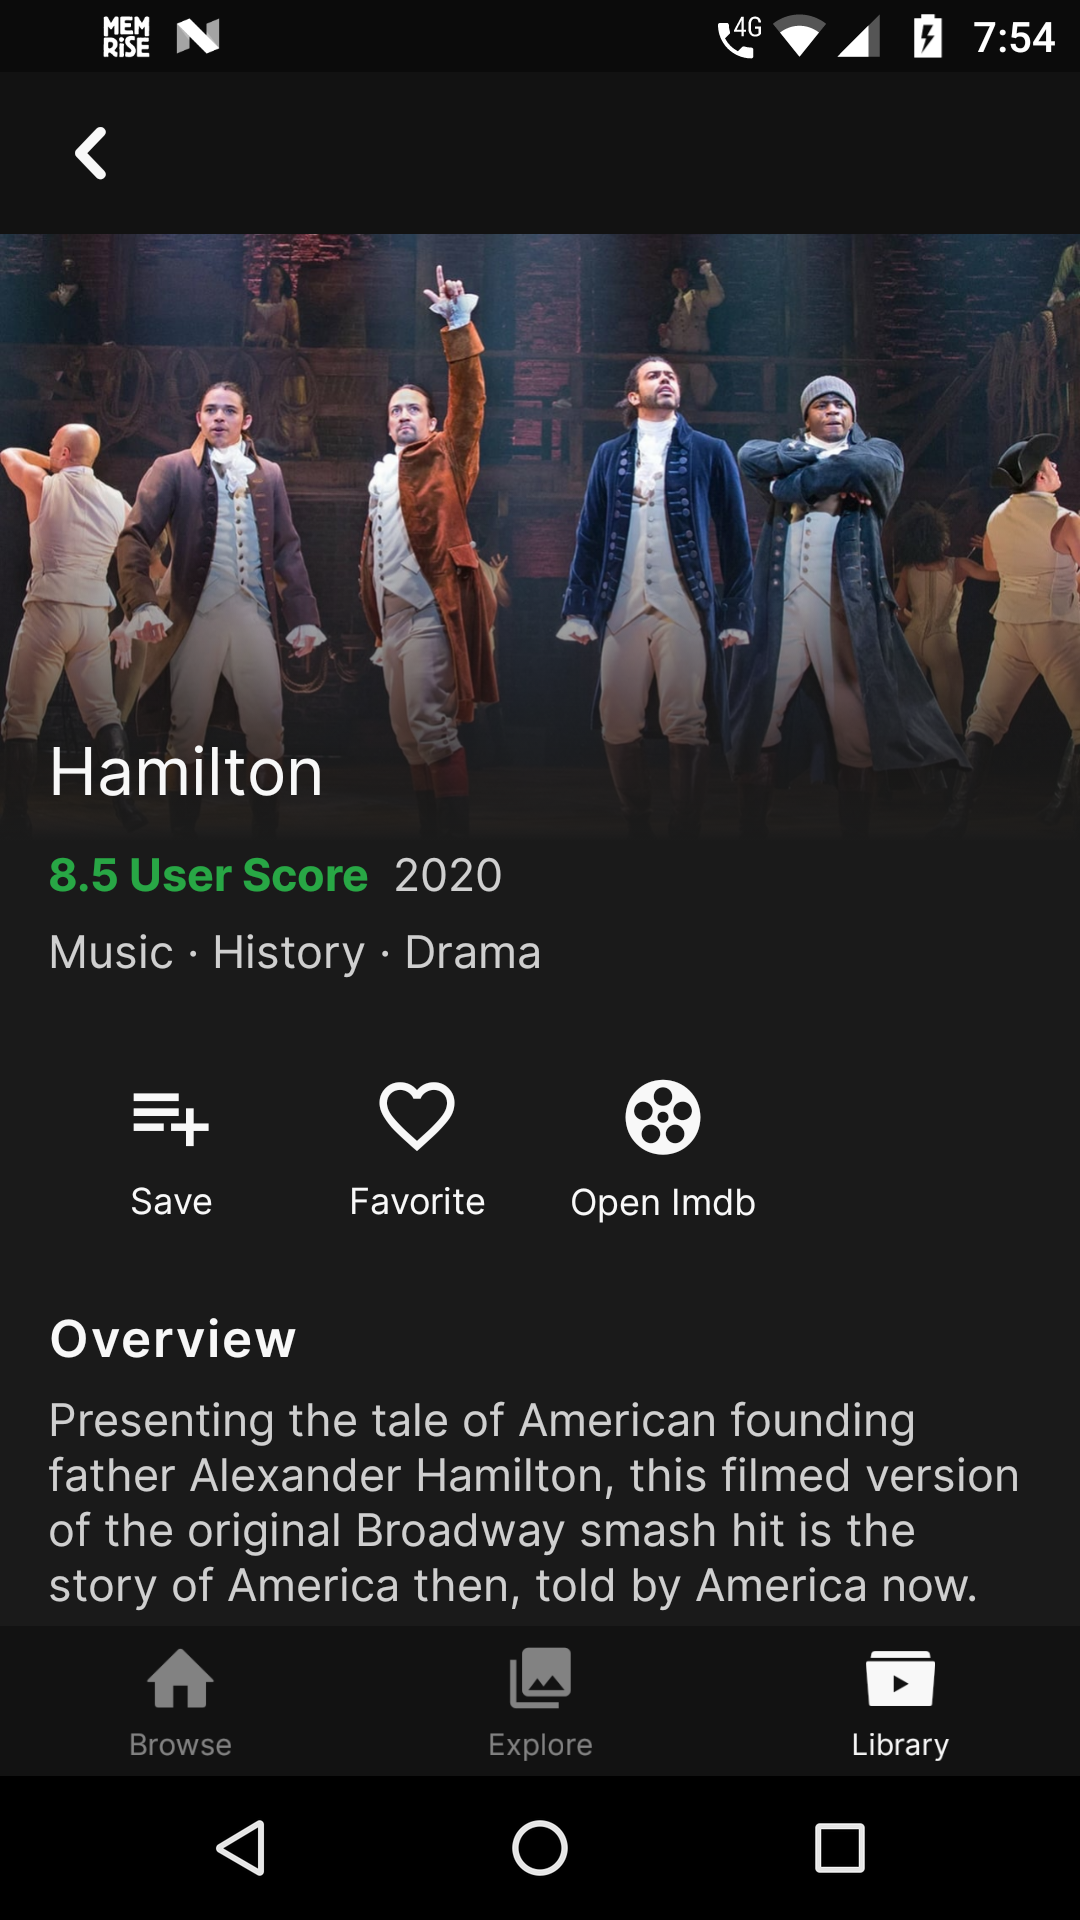 MEM
RiSE
4G
7:54
Hamilton
8.5 User Score 2020
Music · History · Drama
Save
Favorite
Open Imdb
Overview
Presenting the tale of American founding
father Alexander Hamilton, this filmed version
of the original Broadway smash hit is the
story of America then, told by America now.
Browse
Explore
Library